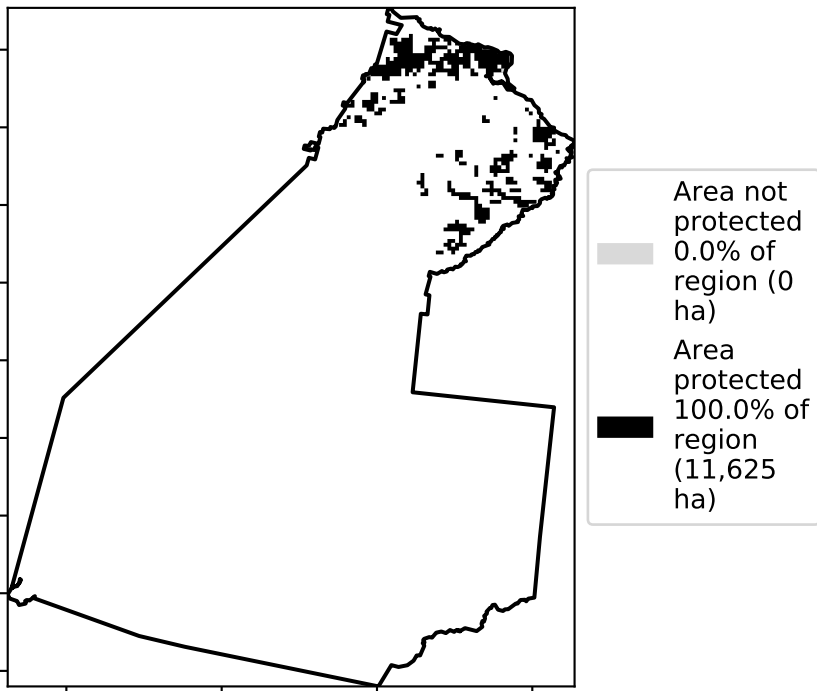 Area not
protected
0.0% of
region (0
ha)
Area
protected
100.0% of
region
(11,625
ha)